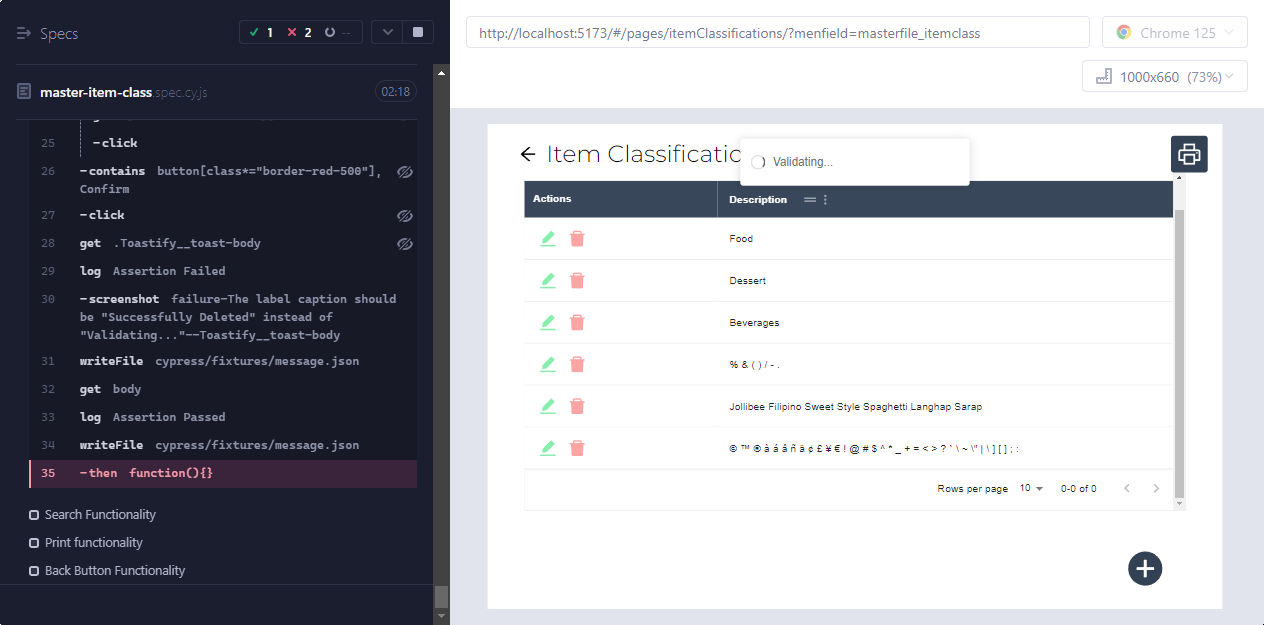 Specs
1 2 --
master-item-class.spec.cy.js 02:18
25 -click
26 -contains button[class*="border-red-500"],
Confirm
27 -click
28 get .Toastify__toast-body
29 log Assertion Failed
30 -screenshot failure-The label caption should
be "Successfully Deleted" instead of
"Validating..."--Toastify__toast-body
31 writeFile cypress/fixtures/message.json
32 get body
33 log Assertion Passed
34 writeFile cypress/fixtures/message.json
35 -then function(){}
Search Functionality
Print functionality
Back Button Functionality
http://localhost:5173/#/pages/itemClassifications/?menfield=masterfile_itemclass
Chrome 125
1000x660 (73%)
Item Classificatio
Validating...
Actions Description
Food
Dessert
Beverages
% & ( ) / - .
Jollibee Filipino Sweet Style Spaghetti Langhap Sarap
© ™ ® à á â ñ ä ¢ £ ¥ € ! @ # $ ^ * _ + = < > ? ` \ ~ \" | \ ] [ ] ; :
Rows per page 10 0-0 of 0